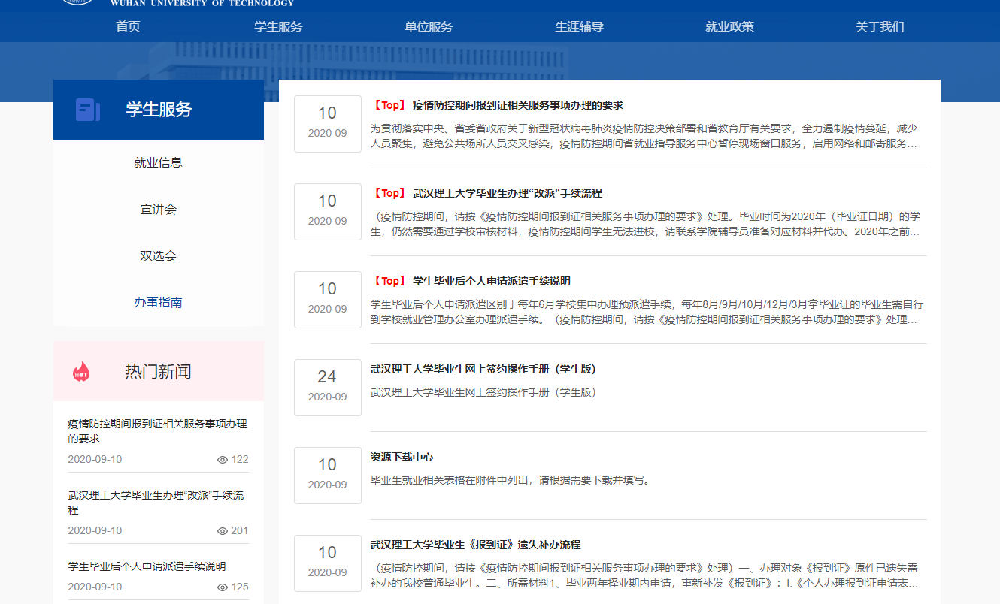 WUHAN UNIVERSITY OF TECHNOLOGY
首页 学生服务 单位服务 生涯辅导 就业政策 关于我们
学生服务
就业信息
宣讲会
双选会
办事指南
热门新闻
HOT
疫情防控期间报到证相关服务事项办理
的要求
2020-09-10 122
武汉理工大学毕业生办理“改派”手续流
程
2020-09-10 201
学生毕业后个人申请派遣手续说明
2020-09-10 125
10
2020-09
【Top】 疫情防控期间报到证相关服务事项办理的要求
为贯彻落实中央、省委省政府关于新型冠状病毒肺炎疫情防控决策部署和省教育厅有关要求，全力遏制疫情蔓延，减少
人员聚集，避免公共场所人员交叉感染，疫情防控期间省就业指导服务中心暂停现场窗口服务，启用网络和邮寄服务…
10
2020-09
【Top】 武汉理工大学毕业生办理“改派”手续流程
（疫情防控期间，请按《疫情防控期间报到证相关服务事项办理的要求》处理。毕业时间为2020年（毕业证日期）的学
生，仍然需要通过学校审核材料，疫情防控期间学生无法进校，请联系学院辅导员准备对应材料并代办。2020年之前…
10
2020-09
【Top】 学生毕业后个人申请派遣手续说明
学生毕业后个人申请派遣区别于每年6月学校集中办理预派遣手续，每年8月/9月/10月/12月/3月拿毕业证的毕业生需自行
到学校就业管理办公室办理派遣手续。（疫情防控期间，请按《疫情防控期间报到证相关服务事项办理的要求》处理…
24
2020-09
武汉理工大学毕业生网上签约操作手册（学生版）
武汉理工大学毕业生网上签约操作手册（学生版）
10
2020-09
资源下载中心
毕业生就业相关表格在附件中列出，请根据需要下载并填写。
10
2020-09
武汉理工大学毕业生《报到证》遗失补办流程
（疫情防控期间，请按《疫情防控期间报到证相关服务事项办理的要求》处理）一、办理对象《报到证》原件已遗失需
补办的我校普通毕业生。二、所需材料1、毕业两年择业期内申请，重新补发《报到证》：I.《个人办理报到证申请表…